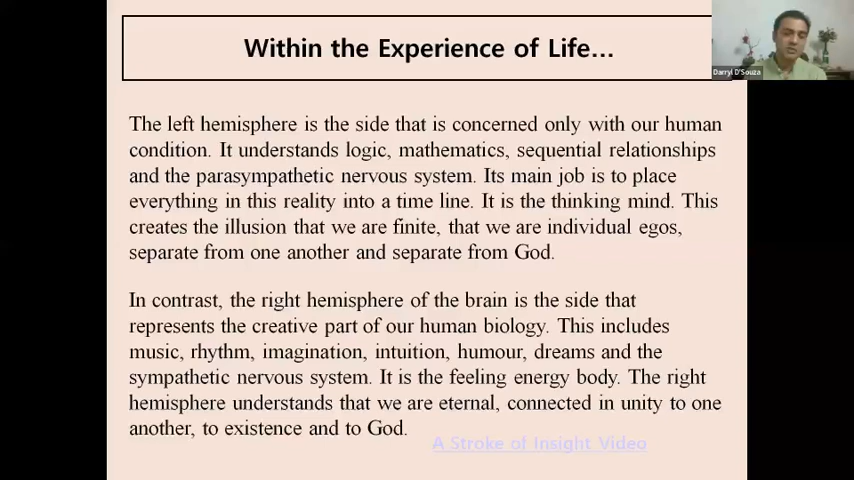 Within the Experience of Life...
Darryl D'Souza
The left hemisphere is the side that is concerned only with our human
condition. It understands logic, mathematics, sequential relationships
and the parasympathetic nervous system. Its main job is to place
everything in this reality into a time line. It is the thinking mind. This
creates the illusion that we are finite, that we are individual egos,
separate from one another and separate from God.
In contrast, the right hemisphere of the brain is the side that
represents the creative part of our human biology. This includes
music, rhythm, imagination, intuition, humour, dreams and the
sympathetic nervous system. It is the feeling energy body. The right
hemisphere understands that we are eternal, connected in unity to one
another, to existence and to God.
A Stroke of Insight Video